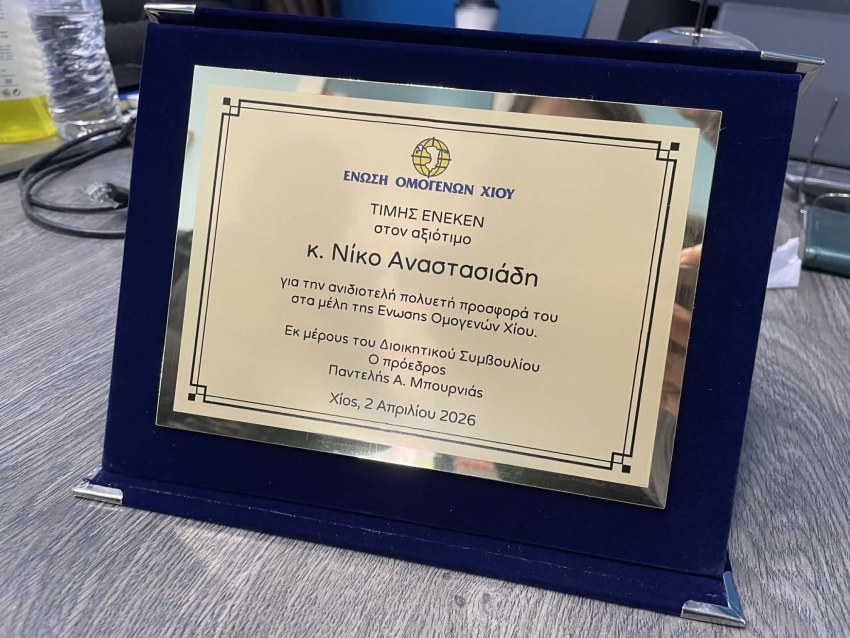 ΕΝΩΣΗ ΟΜΟΓΕΝΩΝ ΧΙΟΥ
ΤΙΜΗΣ ΕΝΕΚΕΝ
στον αξιότιμο
κ. Νίκο Αναστασιάδη
για την ανιδιοτελή πολυετή προσφορά του
στα μέλη της Ενωσης Ομογενών Χίου.
Εκ μέρους του Διοικητικού Συμβουλίου
Ο πρόεδρος
Παντελής Α. Μπουρνιάς
Χίος, 2 Απριλίου 2026